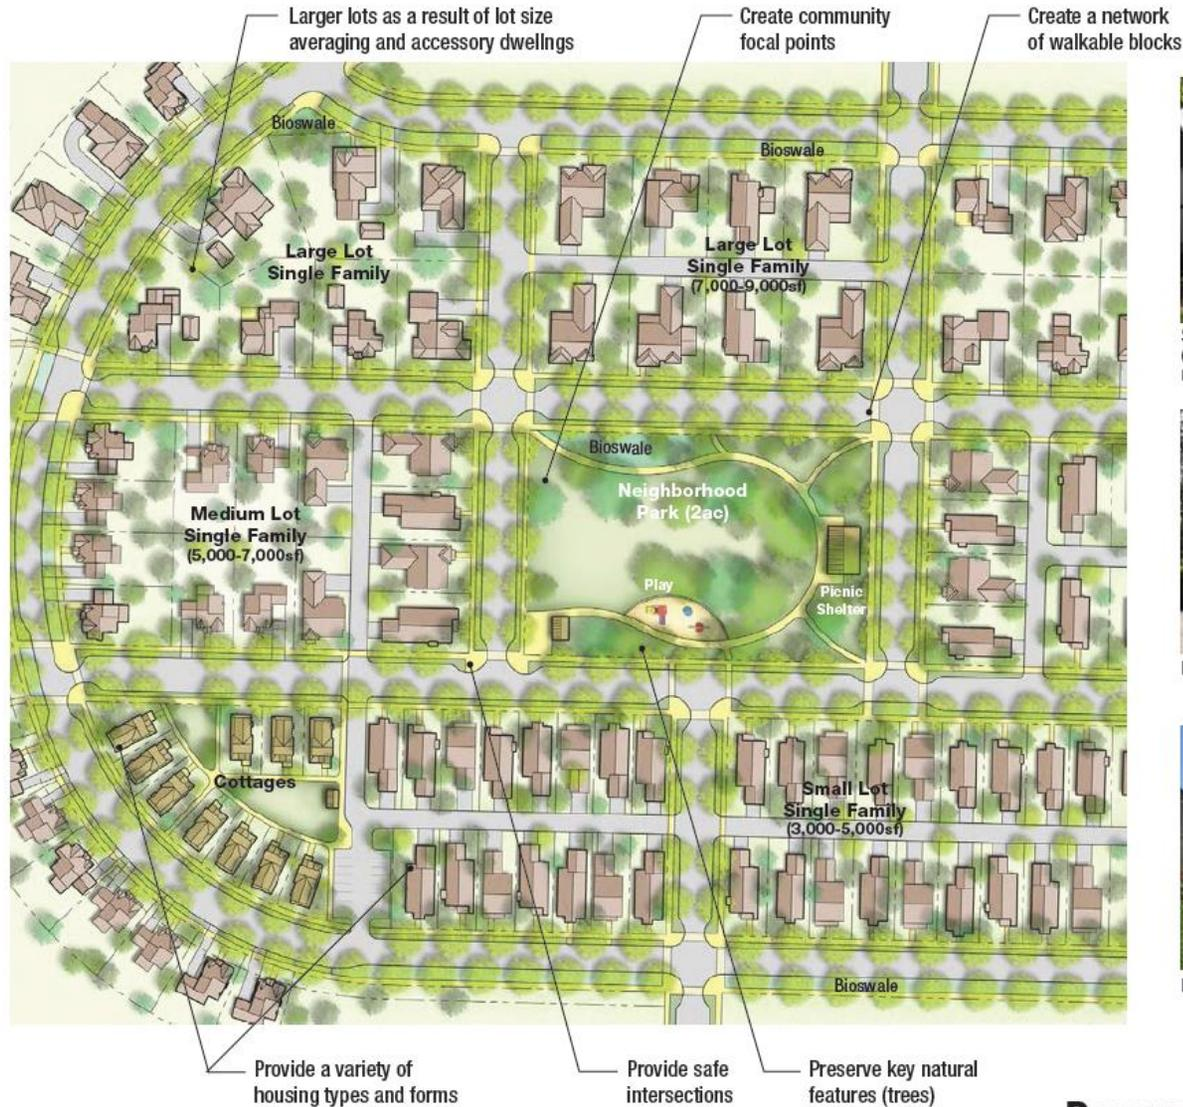 Larger lots as a result of lot size
averaging and accessory dwellngs
Create community
focal points
Create a network
of walkable blocks
Bioswale
Bioswale
Large Lot
Single Family
Large Lot
Single Family
(7,000-9,000sf)
Bioswale
Neighborhood
Park (2ac)
Medium Lot
Single Family
(5,000-7,000sf)
Play
Picnic
Shelter
Cottages
Small Lot
Single Family
(3,000-5,000sf)
Bioswale
Provide a variety of
housing types and forms
Provide safe
intersections
Preserve key natural
features (trees)